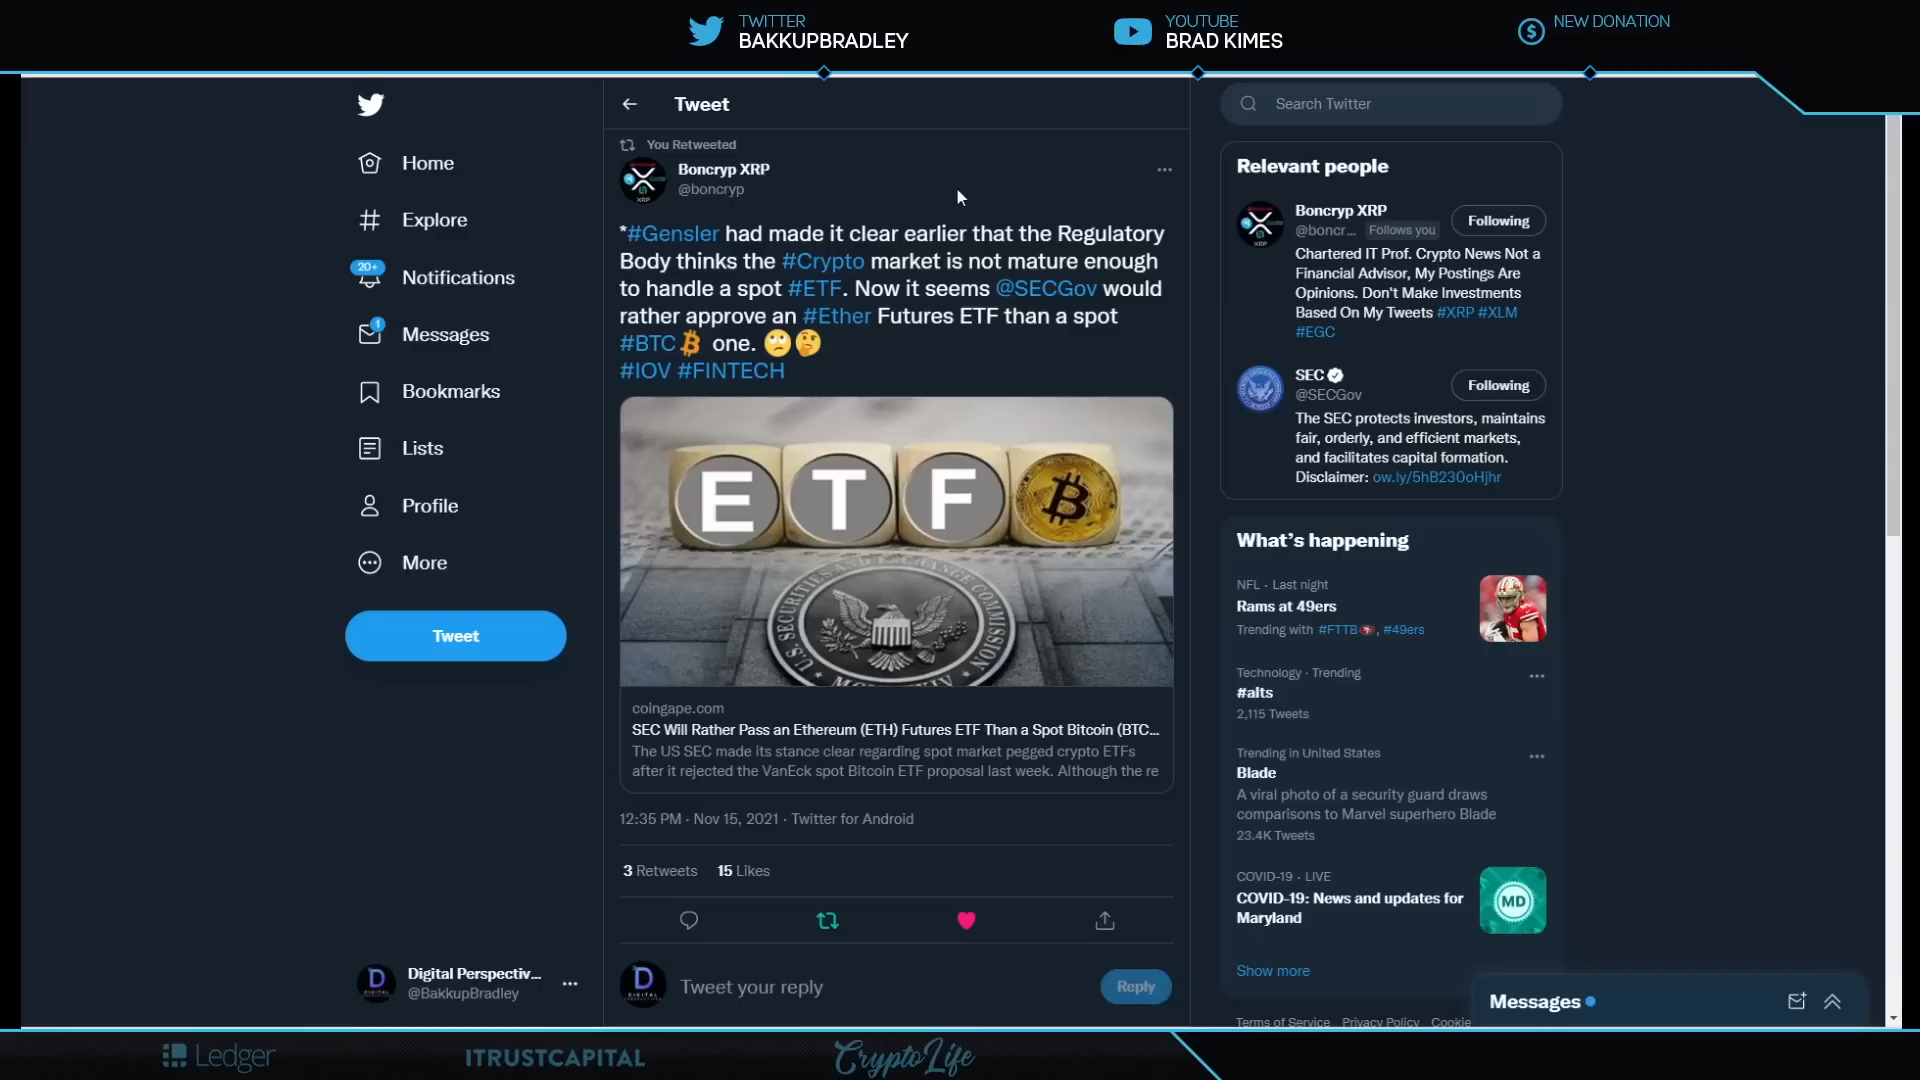 TWITTER
BAKKUPBRADLEY
YOUTUBE
BRAD KIMES
NEW DONATION
Home
Explore
20+
Notifications
1
Messages
Bookmarks
Lists
Profile
More
Tweet
Digital Perspectiv...
@BakkupBradley
Tweet
You Retweeted
Boncryp XRP
@boncryp
*#Gensler had made it clear earlier that the Regulatory
Body thinks the #Crypto market is not mature enough
to handle a spot #ETF. Now it seems @SECGov would
rather approve an #Ether Futures ETF than a spot
#BTC one. 🙄🤔
#IOV #FINTECH
E T F
U.S. SECURITIES AND EXCHANGE COMMISSION
coingape.com
SEC Will Rather Pass an Ethereum (ETH) Futures ETF Than a Spot Bitcoin (BTC...
The US SEC made its stance clear regarding spot market pegged crypto ETFs
after it rejected the VanEck spot Bitcoin ETF proposal last week. Although the re
12:35 PM · Nov 15, 2021 · Twitter for Android
3 Retweets 15 Likes
Tweet your reply
Reply
Search Twitter
Relevant people
Boncryp XRP
@boncr... Follows you
Following
Chartered IT Prof. Crypto News Not a
Financial Advisor, My Postings Are
Opinions. Don't Make Investments
Based On My Tweets #XRP #XLM
#EGC
SEC
@SECGov
Following
The SEC protects investors, maintains
fair, orderly, and efficient markets,
and facilitates capital formation.
Disclaimer: ow.ly/5hB230oHjhr
What's happening
NFL · Last night
Rams at 49ers
Trending with #FTTB, #49ers
Technology · Trending
#alts
2,115 Tweets
Trending in United States
Blade
A viral photo of a security guard draws
comparisons to Marvel superhero Blade
23.4K Tweets
COVID-19 · LIVE
COVID-19: News and updates for
Maryland
MD
Show more
Terms of Service Privacy Policy Cookie
Messages
Ledger
ITRUSTCAPITAL
CryptoLife